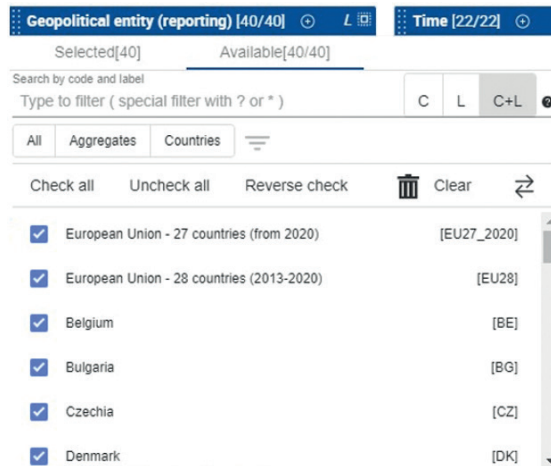 Geopolitical entity (reporting) [40/40] L Time [22/22]
Selected[40] Available[40/40]
Search by code and label
Type to filter ( special filter with ? or * ) C L C+L ?
All Aggregates Countries
Check all Uncheck all Reverse check Clear
European Union - 27 countries (from 2020) [EU27_2020]
European Union - 28 countries (2013-2020) [EU28]
Belgium [BE]
Bulgaria [BG]
Czechia [CZ]
Denmark [DK]